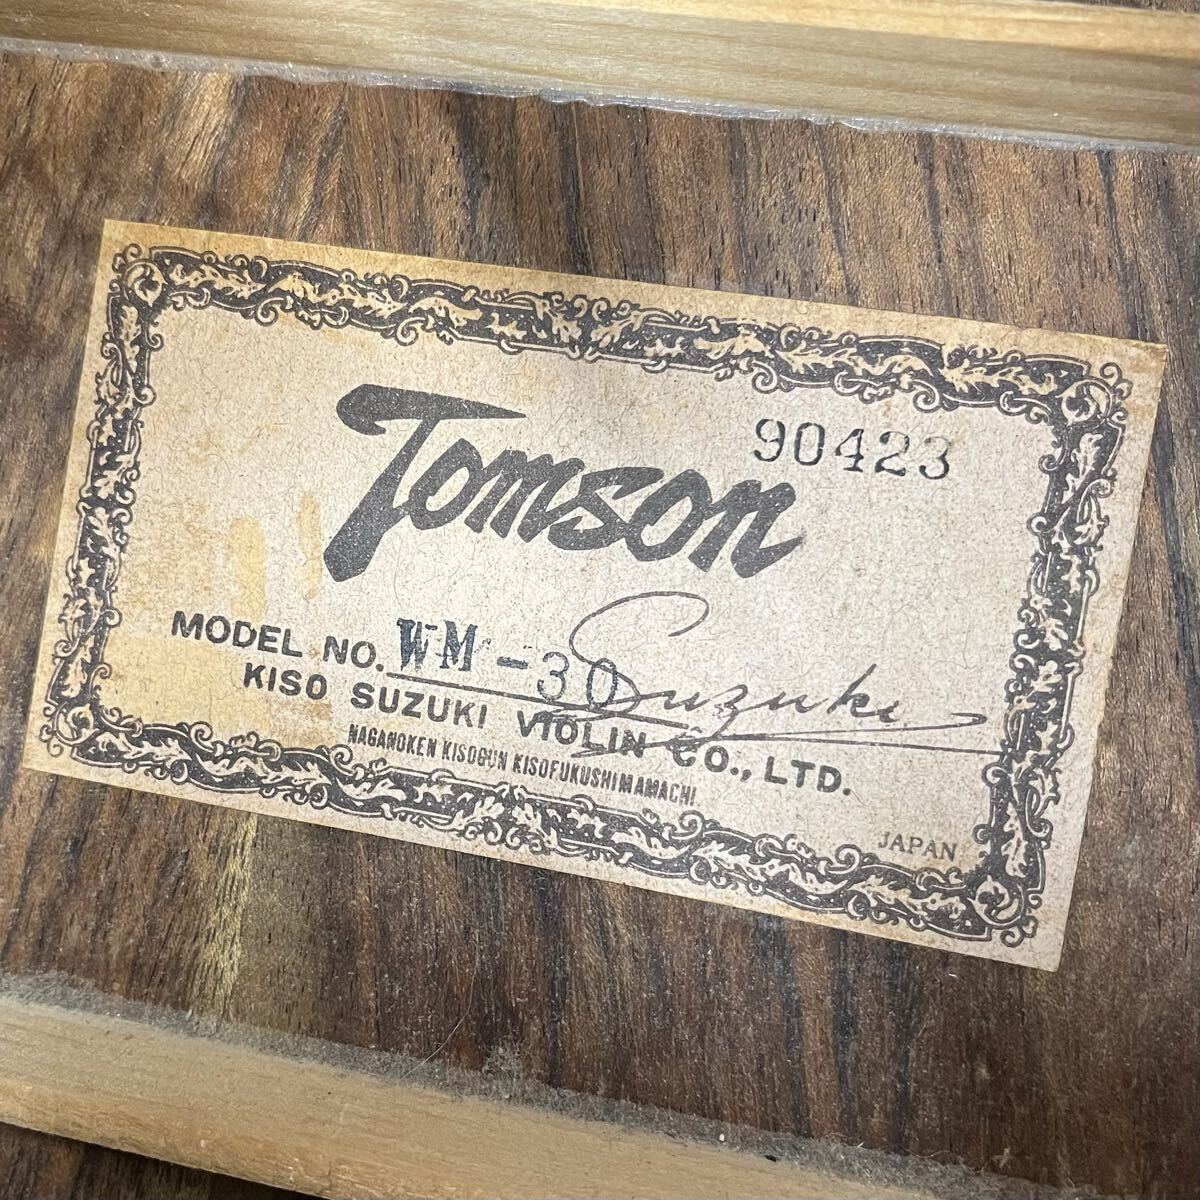 90423
Tomson
MODEL NO. WM-30
Suzuki
KISO SUZUKI VIOLIN CO., LTD.
NAGANOKEN KISOGUN KISOFUKUSHIMAMACHI
JAPAN